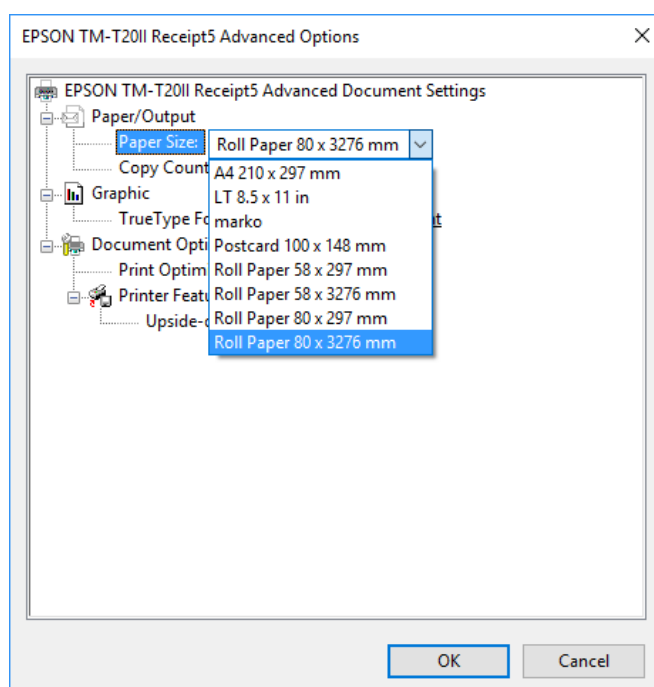 EPSON TM-T20II Receipt5 Advanced Options
EPSON TM-T20II Receipt5 Advanced Document Settings
Paper/Output
Paper Size: Roll Paper 80 x 3276 mm
Copy Count
A4 210 x 297 mm
LT 8.5 x 11 in
Graphic
marko
TrueType
Postcard 100 x 148 mm
Document
Roll Paper 58 x 297 mm
Print
Roll Paper 58 x 3276 mm
Printer
Roll Paper 80 x 297 mm
Roll Paper 80 x 3276 mm
OK Cancel